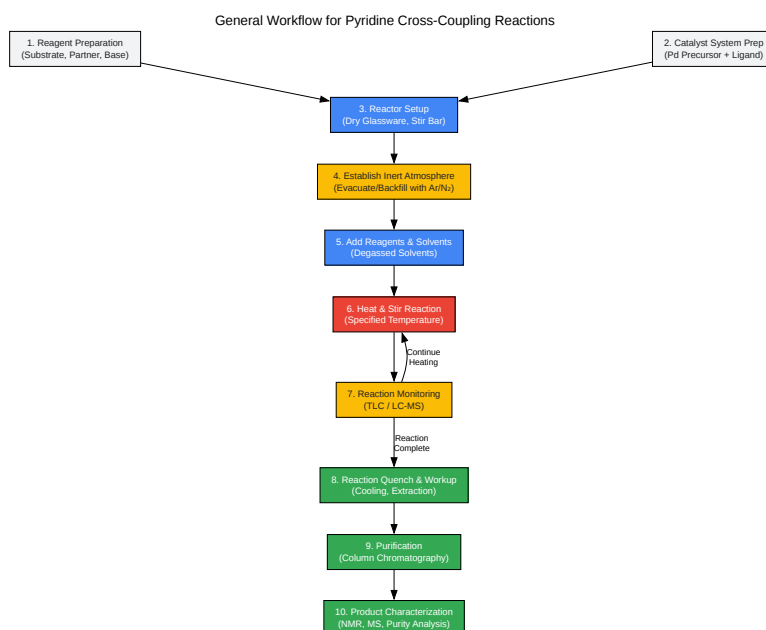 General Workflow for Pyridine Cross-Coupling Reactions
1. Reagent Preparation
(Substrate, Partner, Base)
2. Catalyst System Prep
(Pd Precursor + Ligand)
3. Reactor Setup
(Dry Glassware, Stir Bar)
4. Establish Inert Atmosphere
(Evacuate/Backfill with Ar/N₂)
5. Add Reagents & Solvents
(Degassed Solvents)
6. Heat & Stir Reaction
(Specified Temperature)
Continue
Heating
7. Reaction Monitoring
(TLC / LC-MS)
Reaction
Complete
8. Reaction Quench & Workup
(Cooling, Extraction)
9. Purification
(Column Chromatography)
10. Product Characterization
(NMR, MS, Purity Analysis)